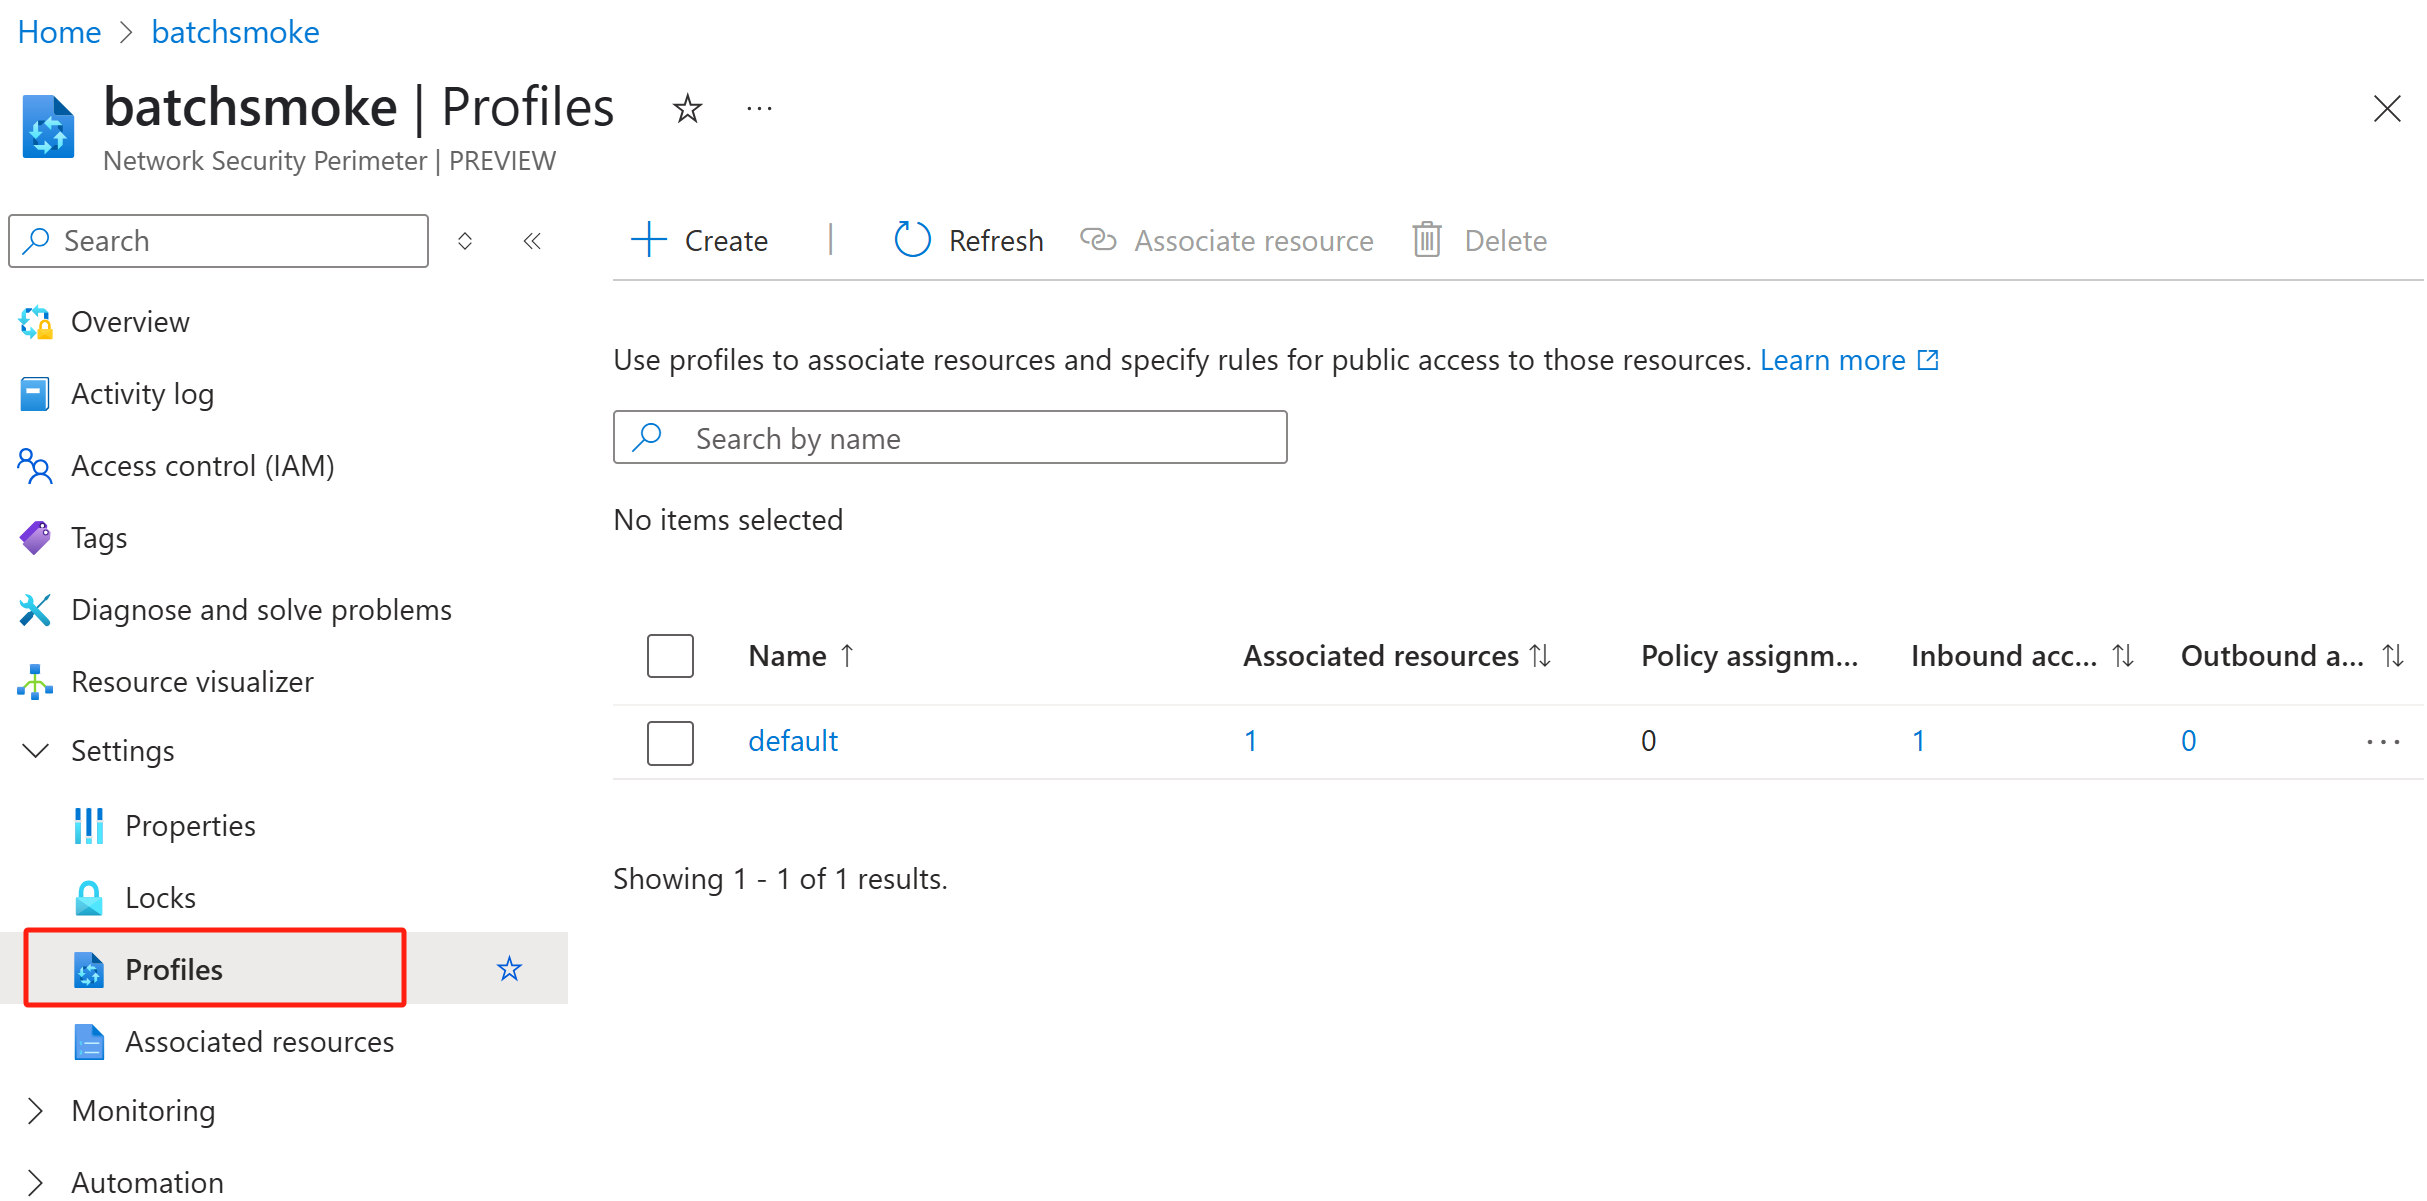 Home > batchsmoke
batchsmoke | Profiles
Network Security Perimeter | PREVIEW
Search
Create | Refresh Associate resource Delete
Overview
Activity log
Access control (IAM)
Tags
Diagnose and solve problems
Resource visualizer
Settings
Properties
Locks
Profiles
Associated resources
Monitoring
Automation
Use profiles to associate resources and specify rules for public access to those resources. Learn more
Search by name
No items selected
Name ↑ Associated resources ↑↓ Policy assignm... Inbound acc... ↑↓ Outbound a... ↑↓
default 1 0 1 0 ...
Showing 1 - 1 of 1 results.